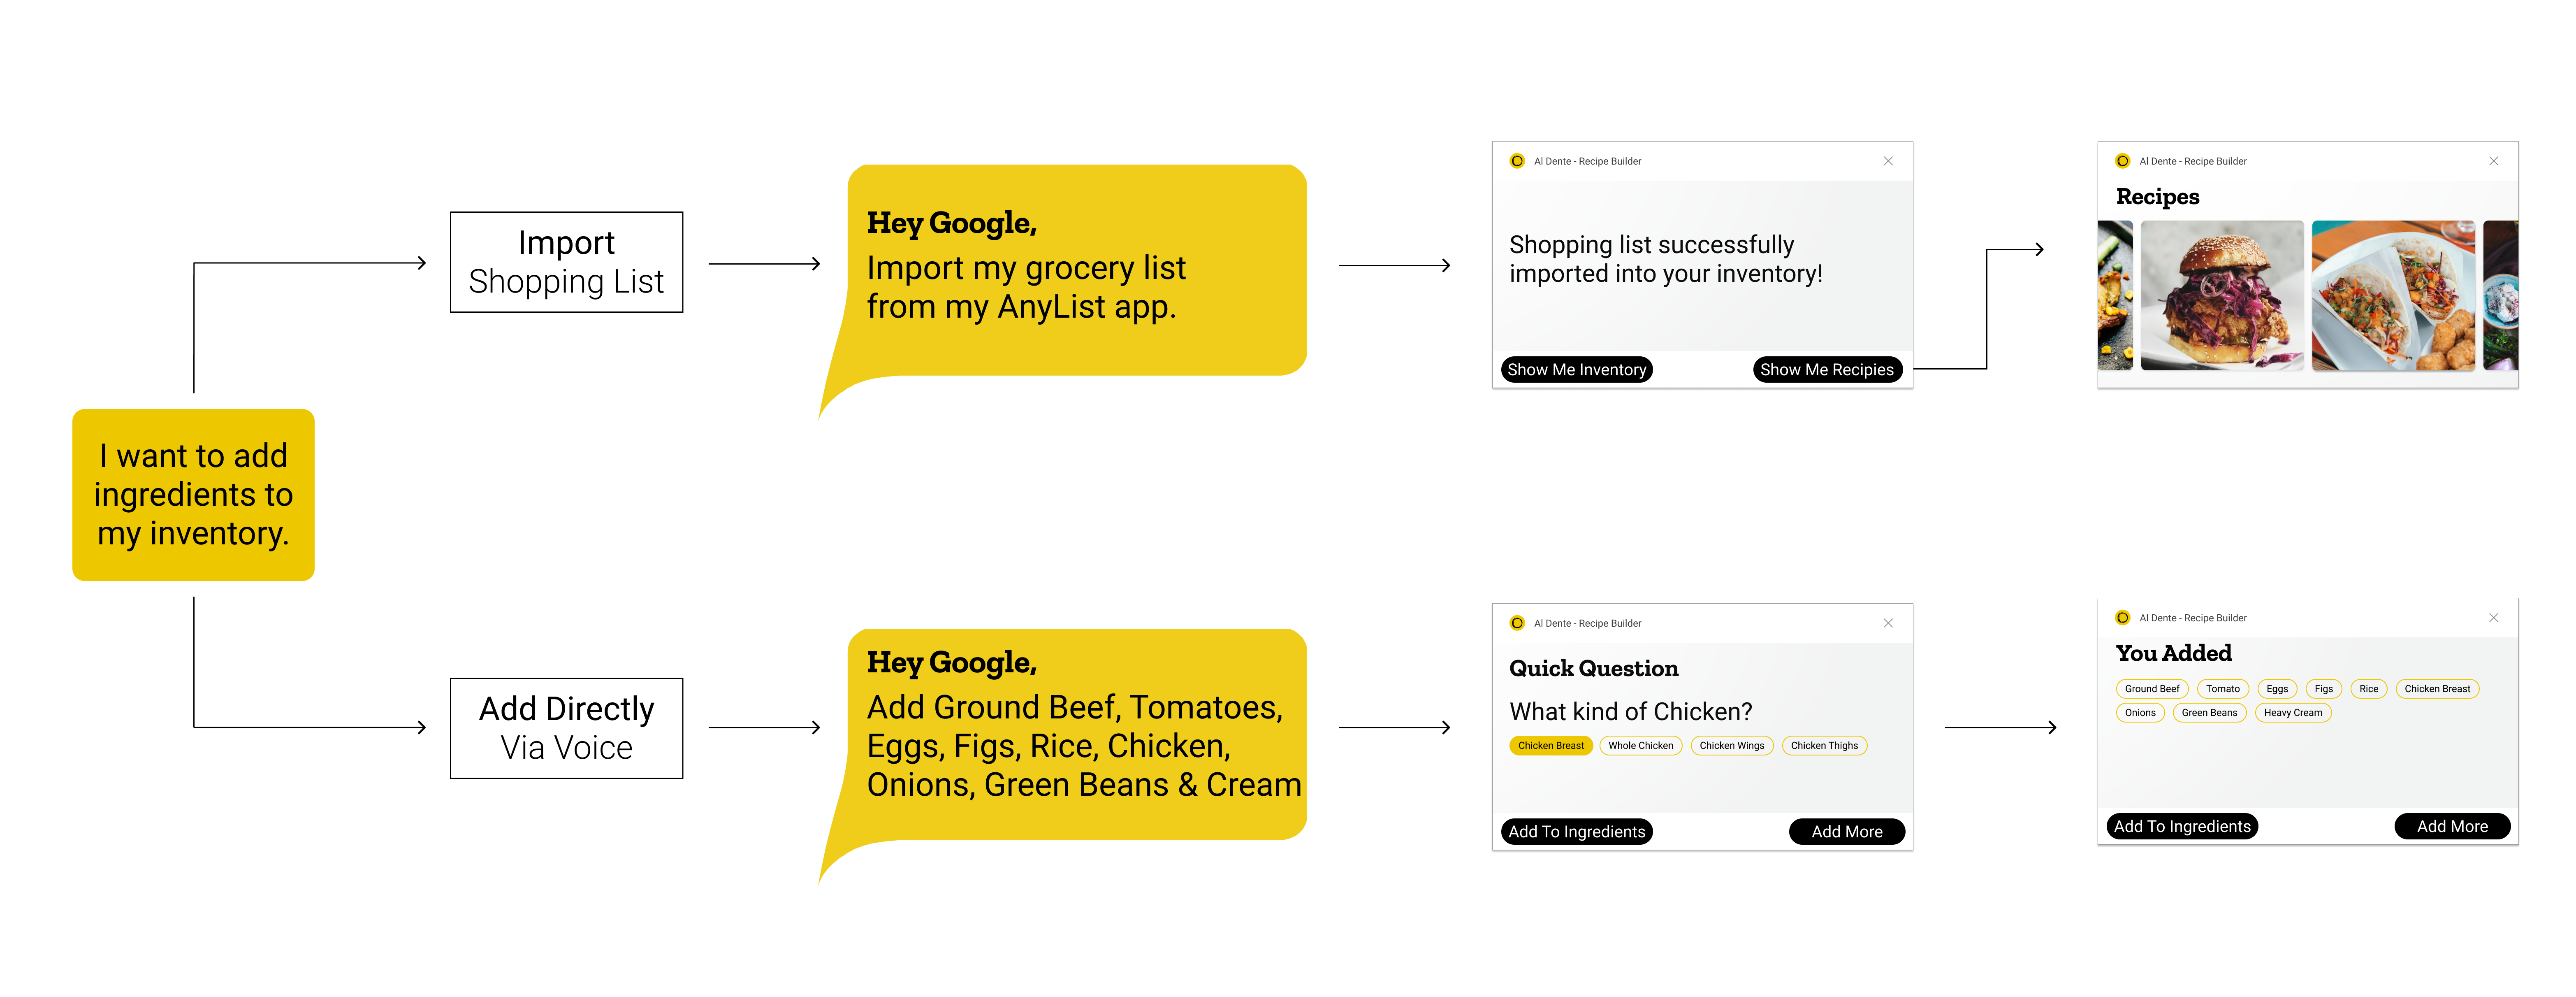 I want to add
ingredients to
my inventory.
Import
Shopping List
Hey Google,
Import my grocery list
from my AnyList app.
Al Dente - Recipe Builder
Shopping list successfully
imported into your inventory!
Show Me Inventory
Show Me Recipies
Al Dente - Recipe Builder
Recipes
Add Directly
Via Voice
Hey Google,
Add Ground Beef, Tomatoes,
Eggs, Figs, Rice, Chicken,
Onions, Green Beans & Cream
Al Dente - Recipe Builder
Quick Question
What kind of Chicken?
Chicken Breast Whole Chicken Chicken Wings Chicken Thighs
Add To Ingredients
Add More
Al Dente - Recipe Builder
You Added
Ground Beef Tomato Eggs Figs Rice Chicken Breast
Onions Green Beans Heavy Cream
Add To Ingredients
Add More